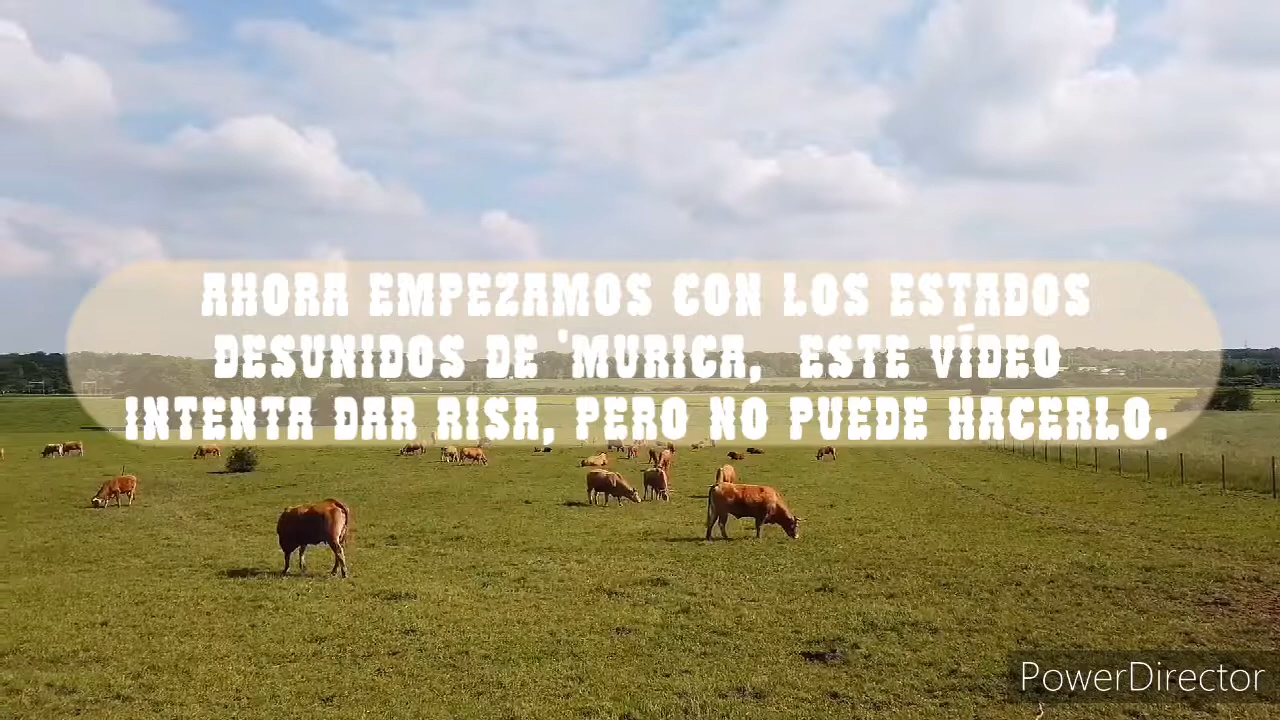 AHORA EMPEZAMOS CON LOS ESTADOS
DESUNIDOS DE 'MURICA, ESTE VÍDEO
INTENTA DAR RISA, PERO NO PUEDE HACERLO.
PowerDirector